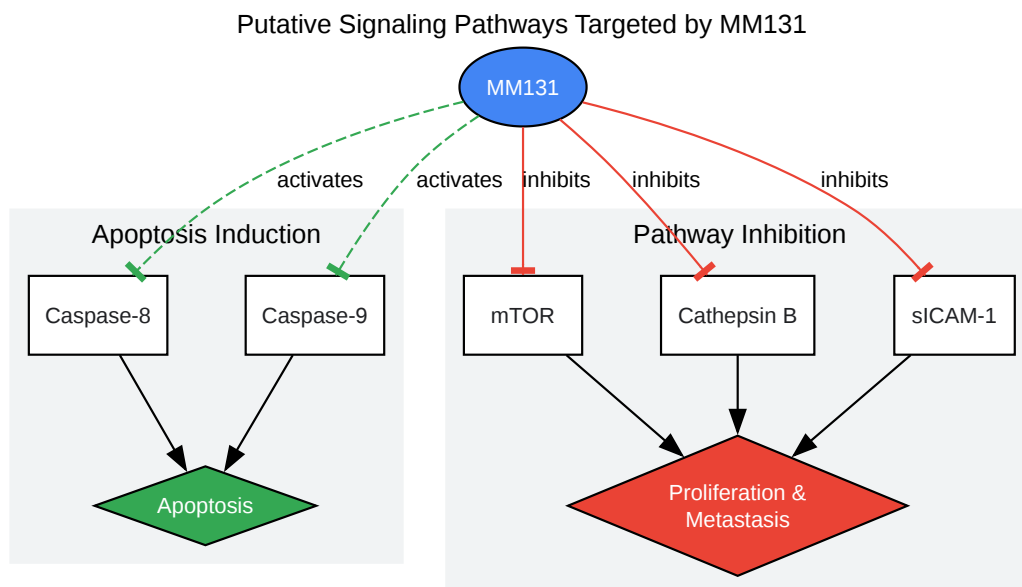 Putative Signaling Pathways Targeted by MM131
MM131
activates
activates
inhibits
inhibits
inhibits
Apoptosis Induction
Pathway Inhibition
Caspase-8
Caspase-9
mTOR
Cathepsin B
sICAM-1
Apoptosis
Proliferation &
Metastasis